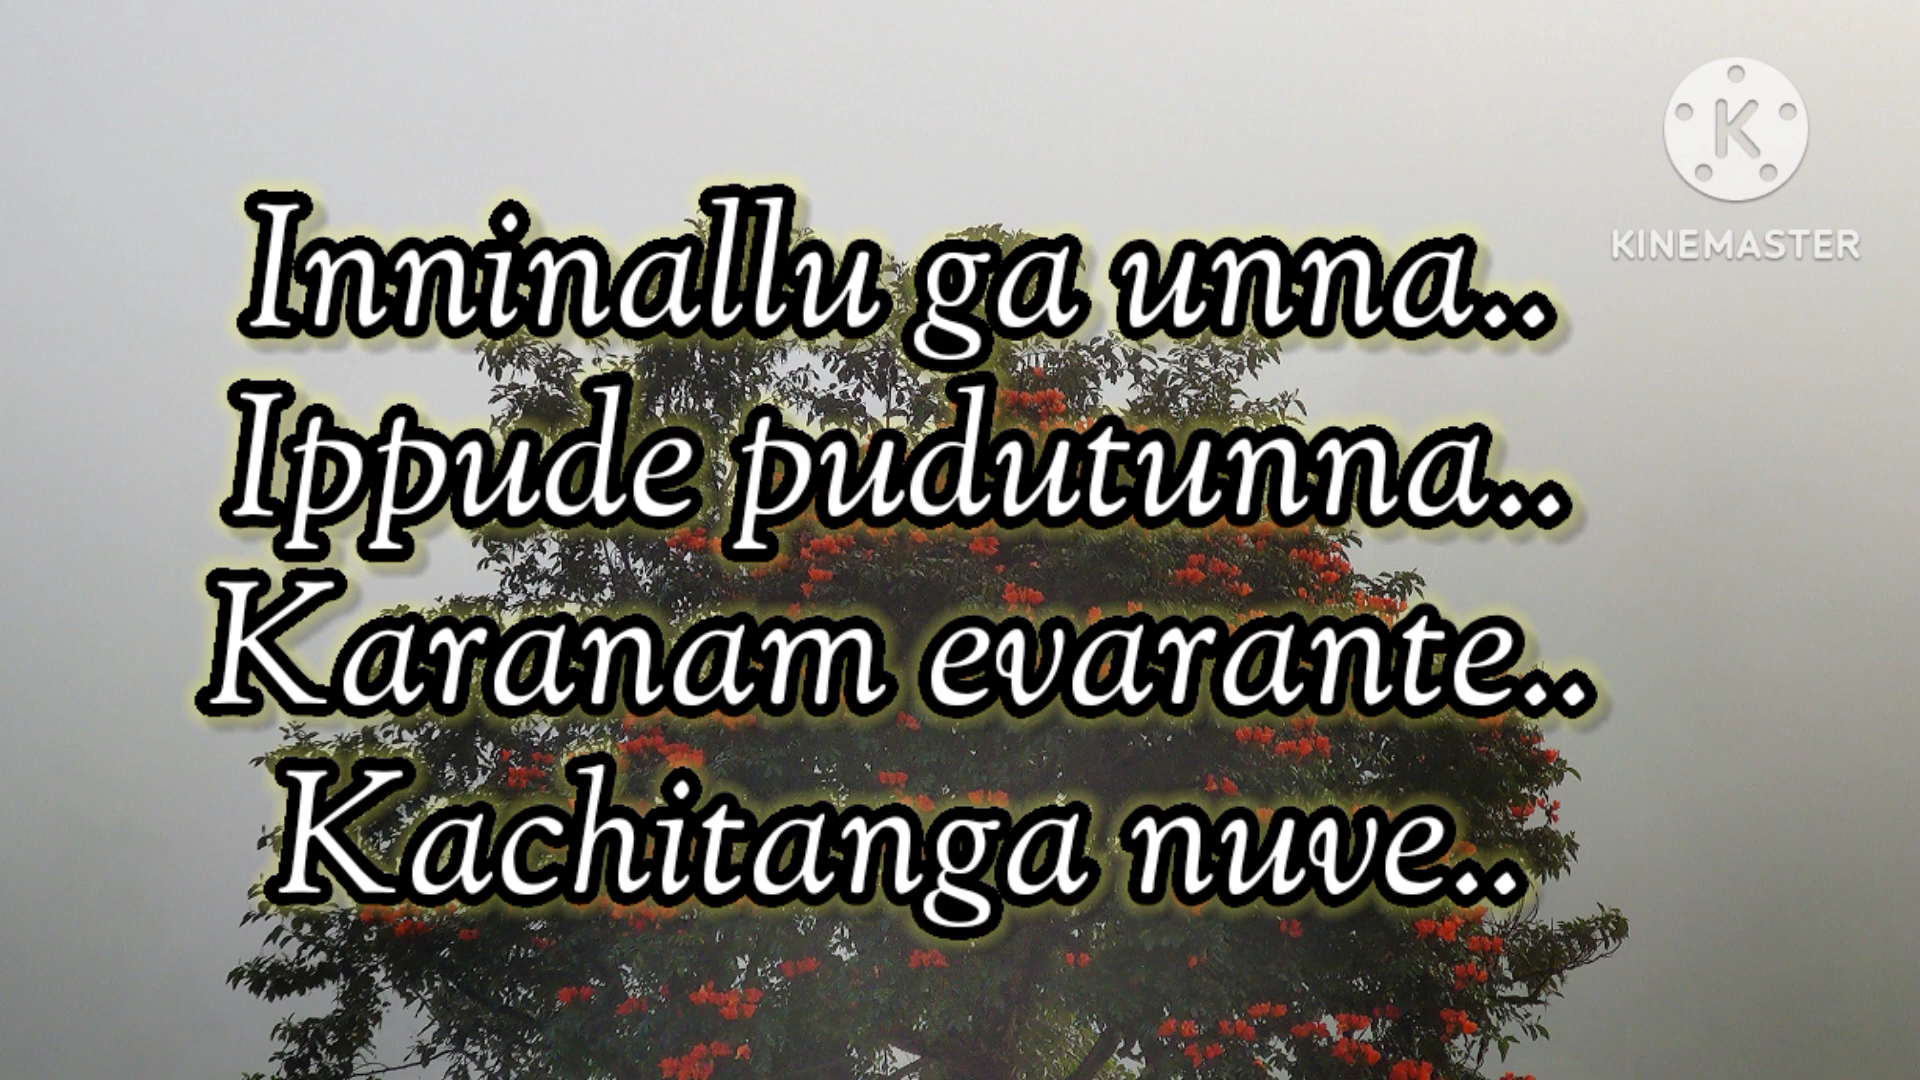 K
KINEMASTER
Inninallu ga unna..
Ippude pudutunna..
Karanam evarante..
Kachitanga nuve..